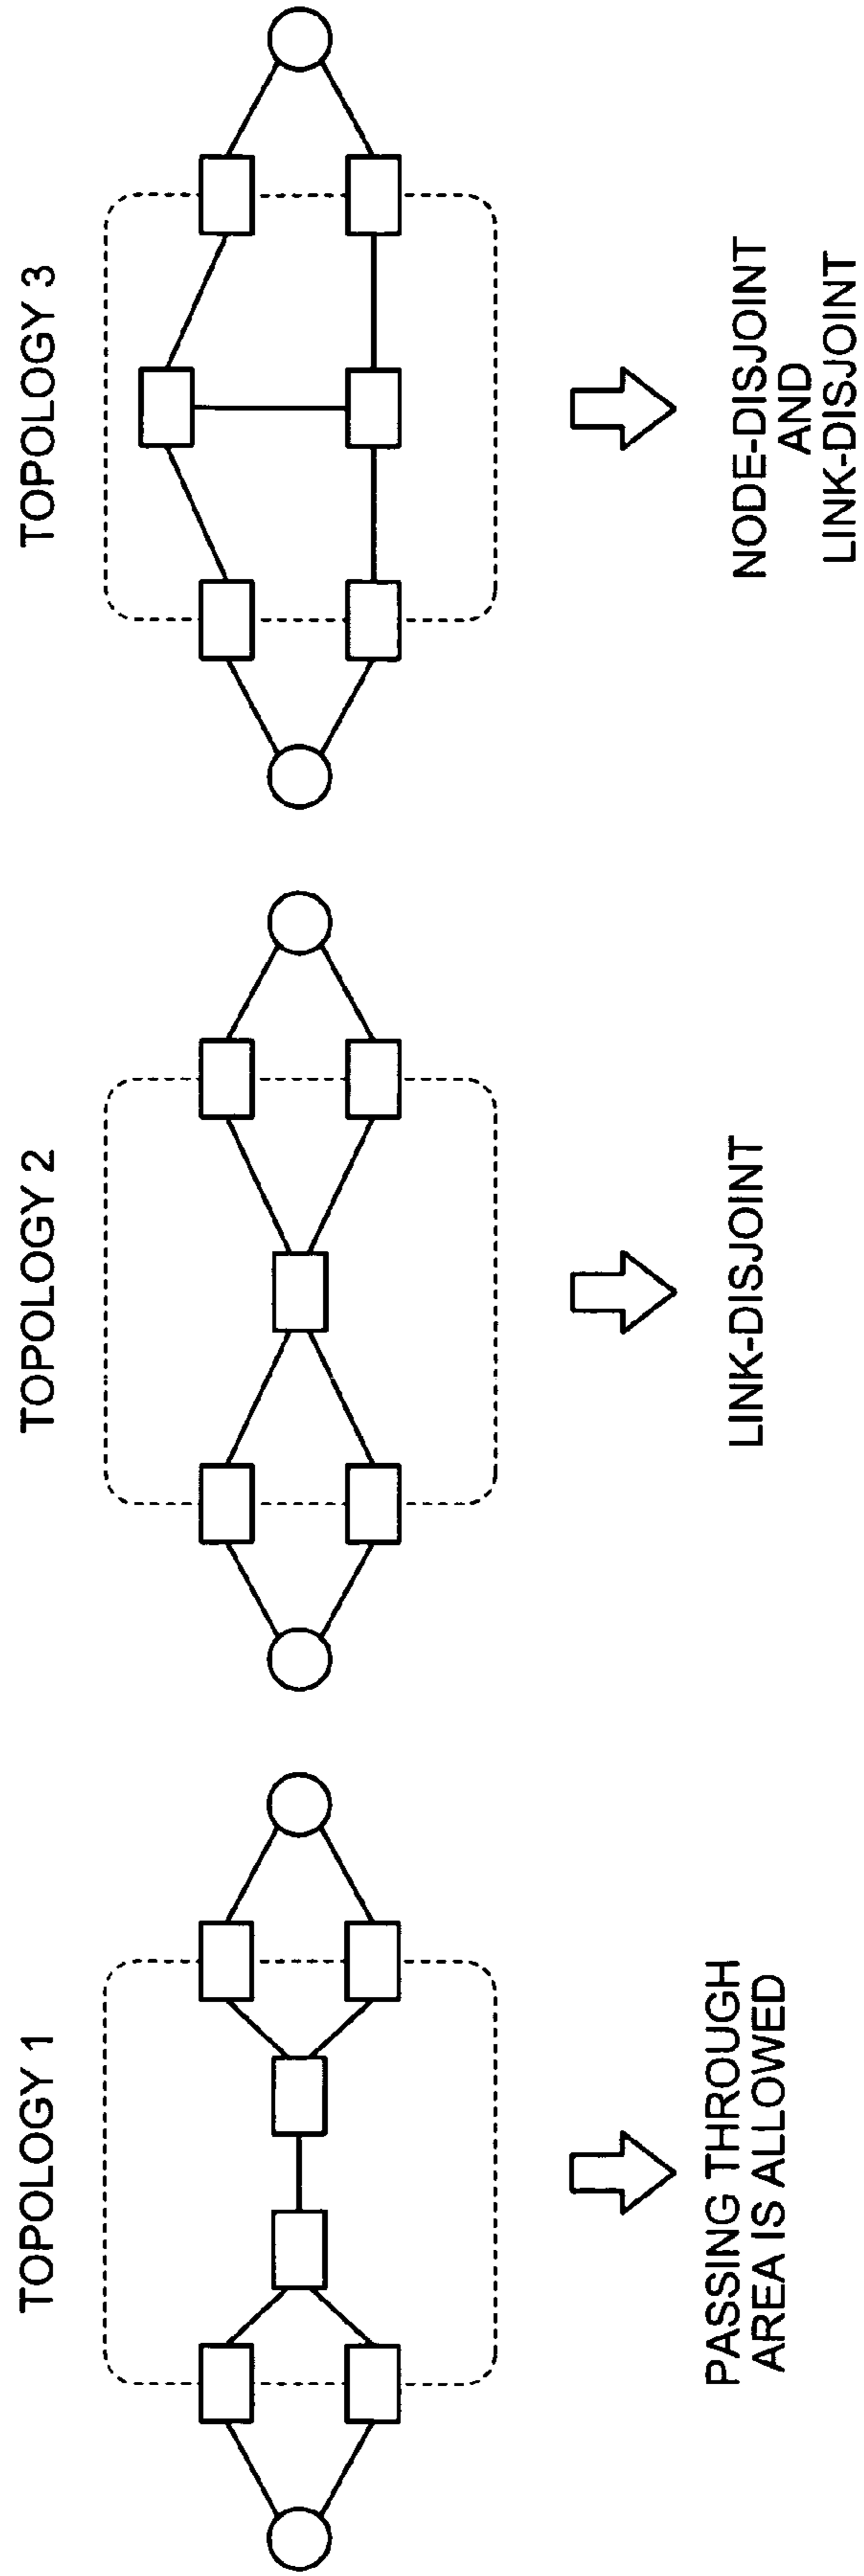 TOPOLOGY 1
PASSING THROUGH
AREA IS ALLOWED
TOPOLOGY 2
LINK-DISJOINT
TOPOLOGY 3
NODE-DISJOINT
AND
LINK-DISJOINT